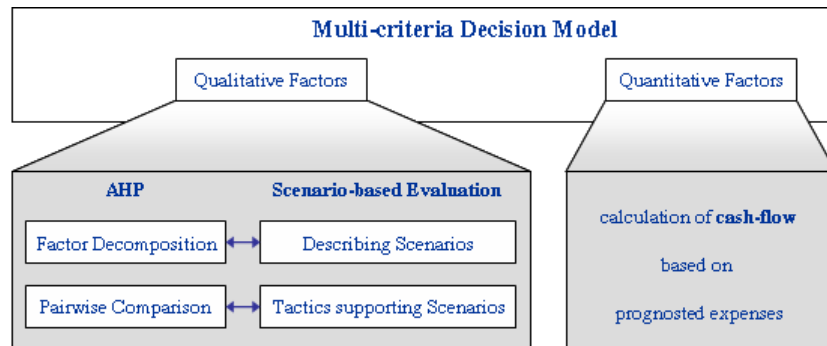 Multi-criteria Decision Model
Qualitative Factors
Quantitative Factors
AHP
Scenario-based Evaluation
Factor Decomposition
Describing Scenarios
Pairwise Comparison
Tactics supporting Scenarios
calculation of cash-flow
based on
prognosted expenses